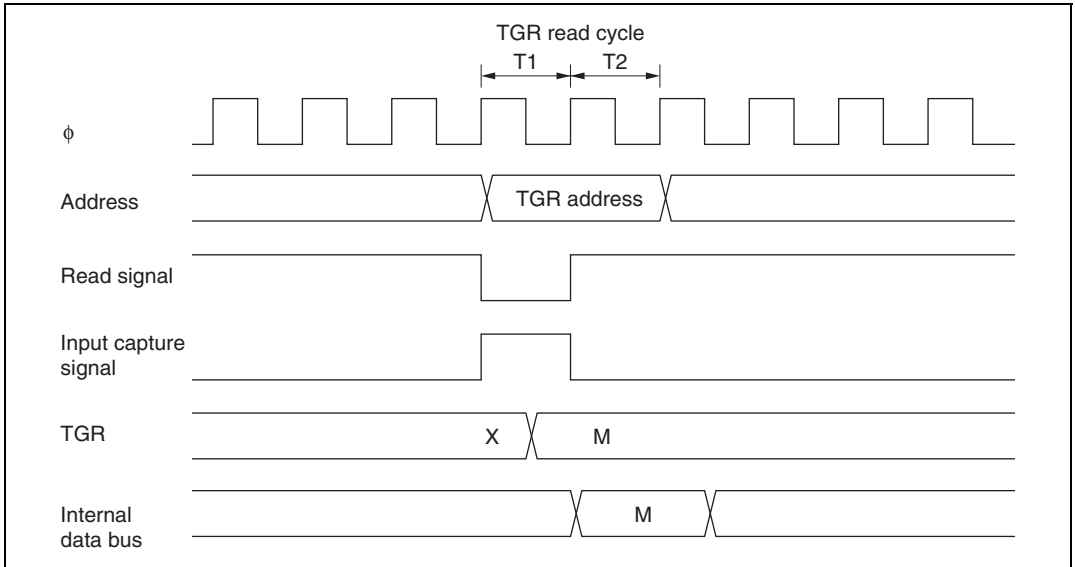 TGR read cycle
T1 T2
ϕ
Address
TGR address
Read signal
Input capture
signal
TGR
X M
Internal
data bus
M